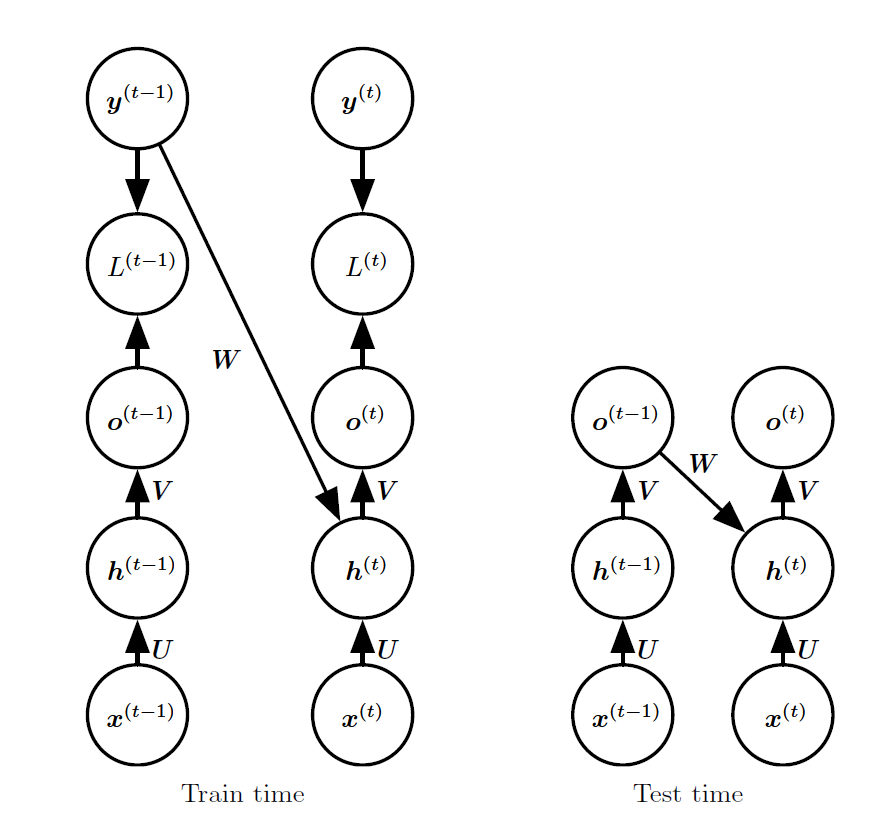 y^(t−1) y^(t)
L^(t−1) L^(t)
W
o^(t−1) o^(t) o^(t−1) o^(t)
W
V V V V
h^(t−1) h^(t) h^(t−1) h^(t)
U U U U
x^(t−1) x^(t) x^(t−1) x^(t)
Train time Test time